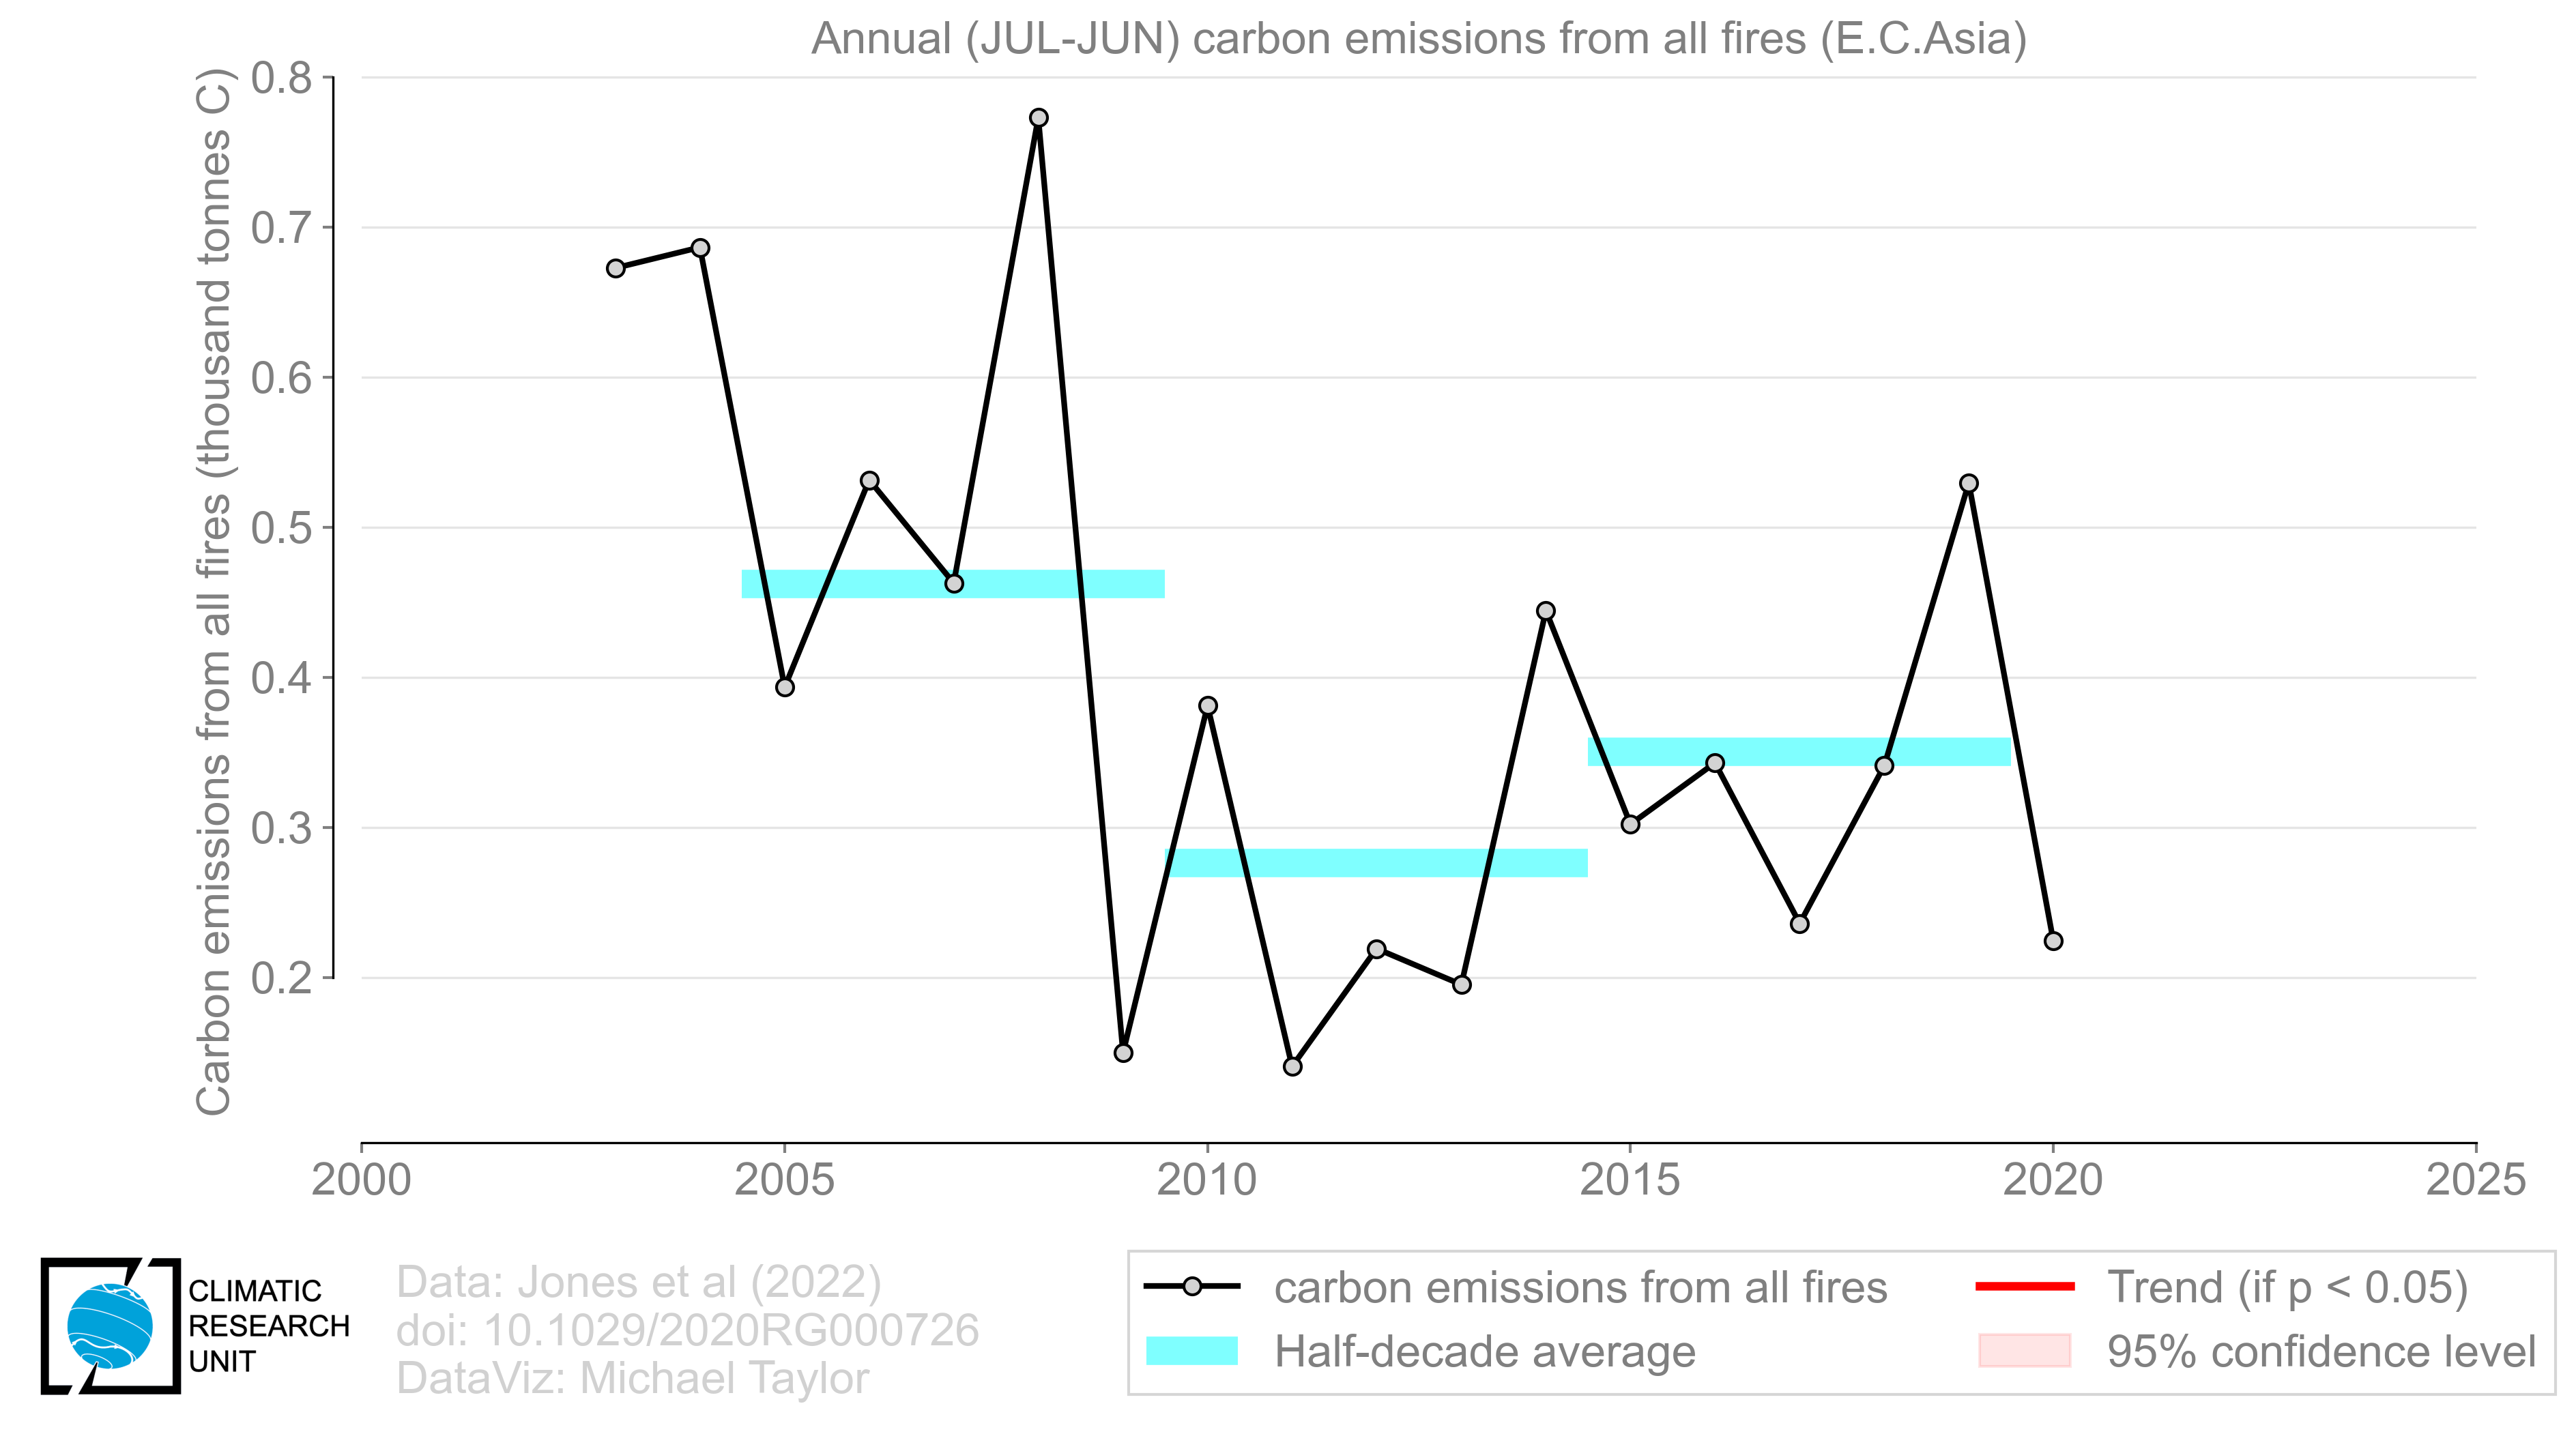 Annual (JUL-JUN) carbon emissions from all fires (E.C.Asia)
Carbon emissions from all fires (thousand tonnes C)
0.8
0.7
0.6
0.5
0.4
0.3
0.2
2000
2005
2010
2015
2020
2025
CLIMATIC
RESEARCH
UNIT
Data: Jones et al (2022)
doi: 10.1029/2020RG000726
DataViz: Michael Taylor
carbon emissions from all fires
Half-decade average
Trend (if p < 0.05)
95% confidence level